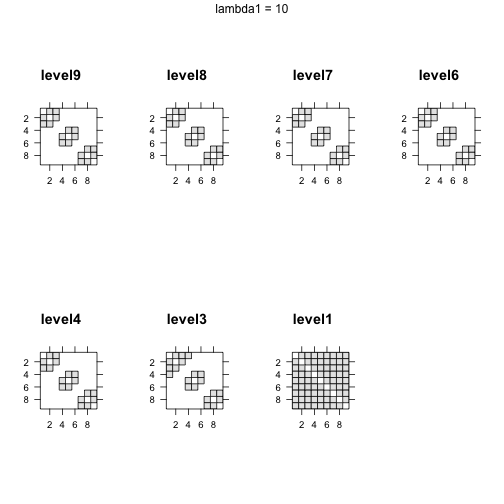 lambda1 = 10
level9 level8 level7 level6
2 2 2 2
4 4 4 4
6 6 6 6
8 8 8 8
2 4 6 8 2 4 6 8 2 4 6 8 2 4 6 8
level4 level3 level1
2 2 2
4 4 4
6 6 6
8 8 8
2 4 6 8 2 4 6 8 2 4 6 8